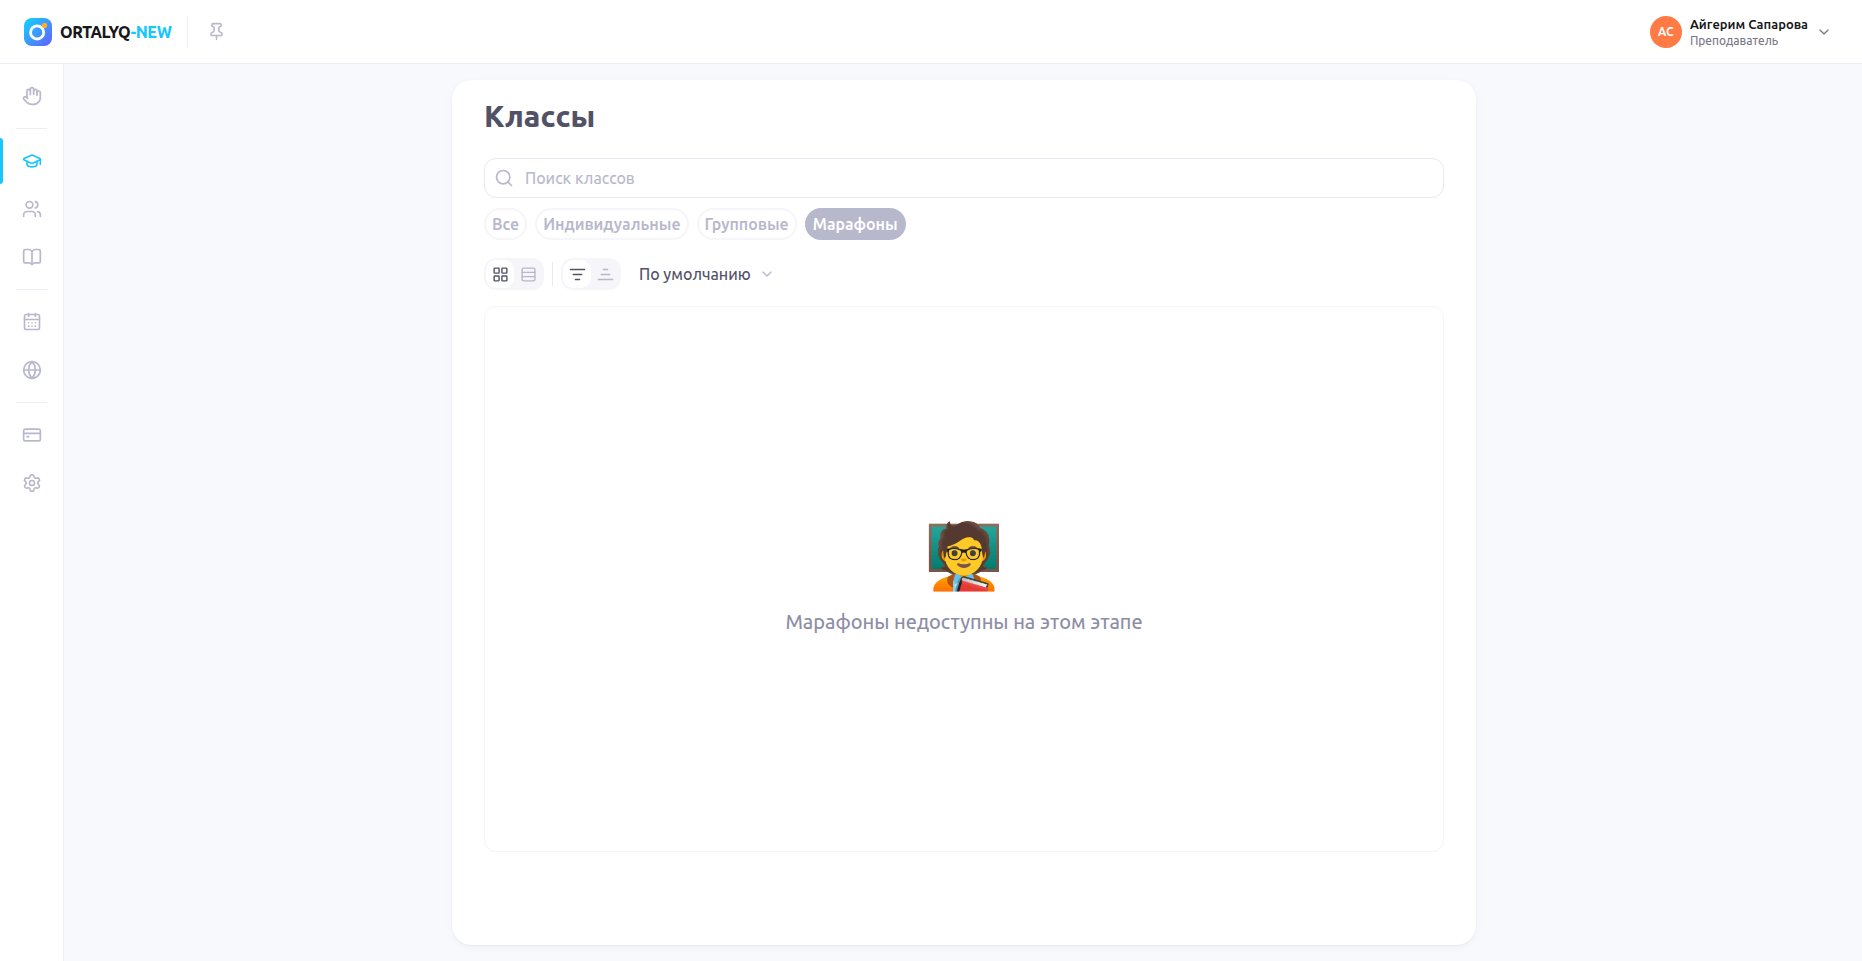 ORTALYQ-NEW
АС
Айгерим Сапарова
Преподаватель
Классы
Поиск классов
Все
Индивидуальные
Групповые
Марафоны
По умолчанию
Марафоны недоступны на этом этапе